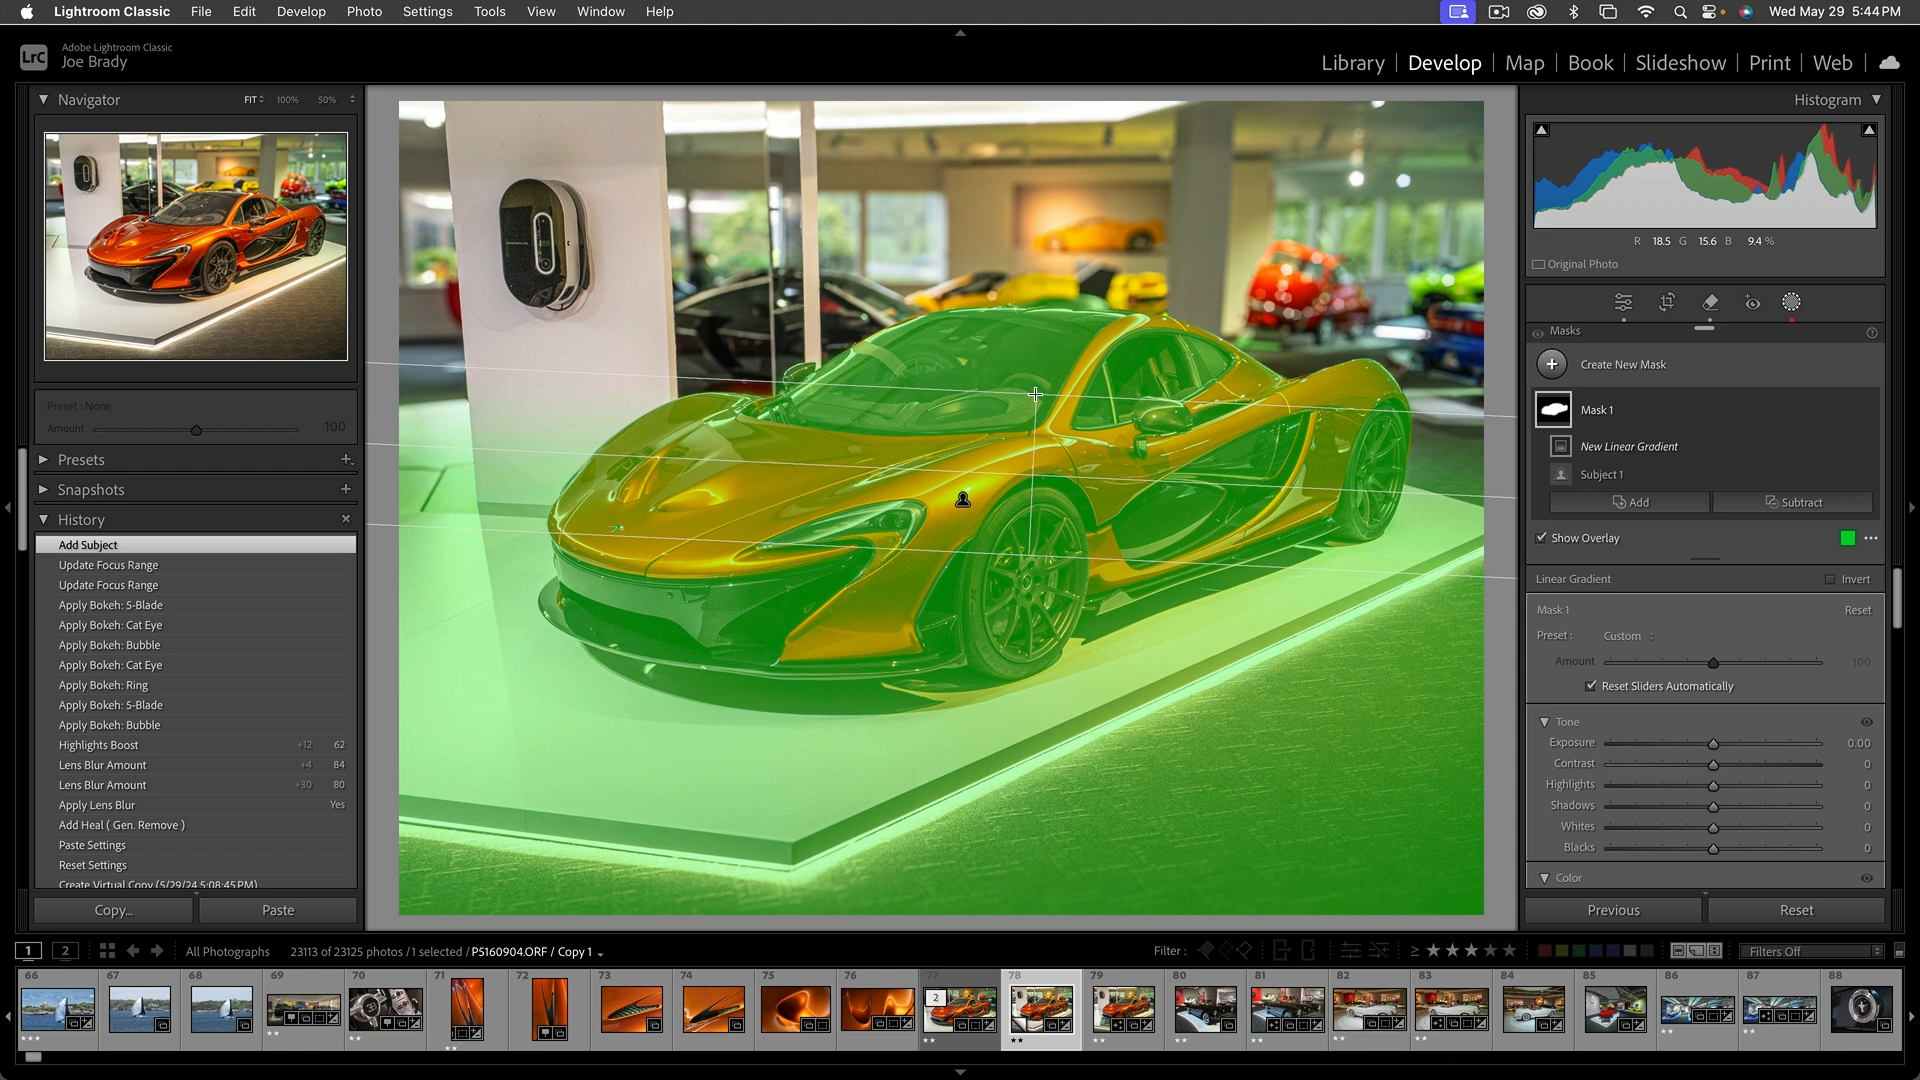 Lightroom Classic File Edit Develop Photo Settings Tools View Window Help Wed May 29 5:44 PM
LrC Adobe Lightroom Classic
Joe Brady
Library | Develop | Map | Book | Slideshow | Print | Web
Navigator FIT 100% 50%
Preset : None
Amount 100
Presets
Snapshots
History
Add Subject
Update Focus Range
Update Focus Range
Apply Bokeh: 5-Blade
Apply Bokeh: Cat Eye
Apply Bokeh: Bubble
Apply Bokeh: Cat Eye
Apply Bokeh: Ring
Apply Bokeh: 5-Blade
Apply Bokeh: Bubble
Highlights Boost +12 62
Lens Blur Amount +4 84
Lens Blur Amount +30 80
Apply Lens Blur Yes
Add Heal ( Gen. Remove )
Paste Settings
Reset Settings
Create Virtual Copy (5/29/24 5:08:45 PM)
Copy... Paste
Histogram
R 18.5 G 15.6 B 9.4 %
Original Photo
Masks
Create New Mask
Mask 1
New Linear Gradient
Subject 1
Add Subtract
Show Overlay
Linear Gradient Invert
Mask 1 Reset
Preset : Custom
Amount 100
Reset Sliders Automatically
Tone
Exposure 0.00
Contrast 0
Highlights 0
Shadows 0
Whites 0
Blacks 0
Color
Previous Reset
1 2 All Photographs 23113 of 23125 photos / 1 selected / P5160904.ORF / Copy 1 Filter : Filters Off
66 67 68 69 70 71 72 73 74 75 76 77 78 79 80 81 82 83 84 85 86 87 88
2